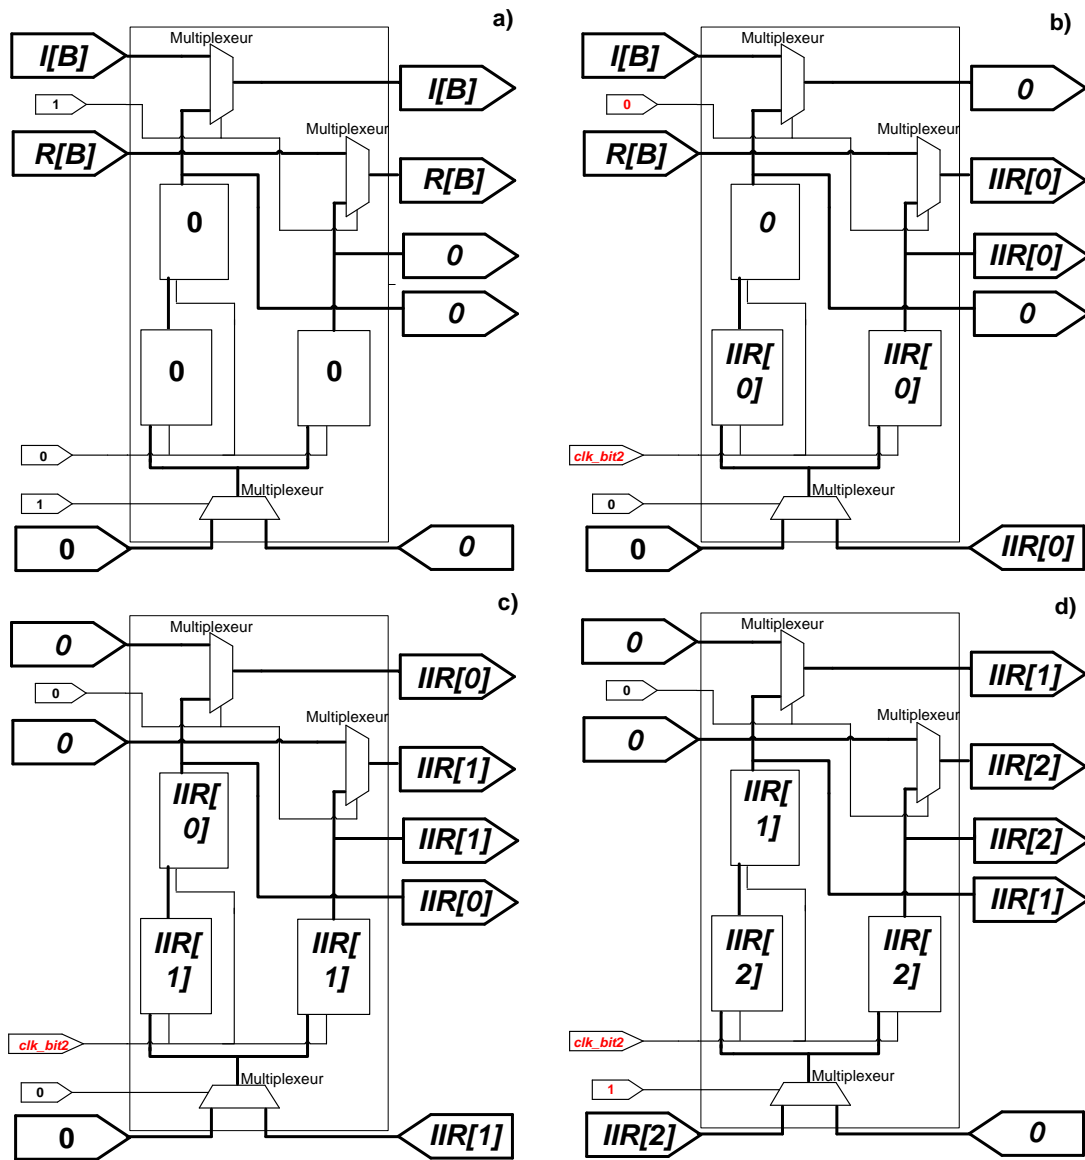 a)
Multiplexeur
I[B]
I[B]
1
Multiplexeur
R[B]
R[B]
0
0
0
0
0
0
1
Multiplexeur
0
0
b)
Multiplexeur
I[B]
0
0
Multiplexeur
R[B]
IIR[0]
0
IIR[0]
0
IIR[
0]
IIR[
0]
clk_bit2
0
Multiplexeur
0
IIR[0]
c)
Multiplexeur
0
IIR[0]
0
Multiplexeur
0
IIR[1]
IIR[
0]
IIR[1]
IIR[0]
IIR[
1]
IIR[
1]
clk_bit2
0
Multiplexeur
0
IIR[1]
d)
Multiplexeur
0
IIR[1]
0
Multiplexeur
0
IIR[2]
IIR[
1]
IIR[2]
IIR[1]
IIR[
2]
IIR[
2]
clk_bit2
1
Multiplexeur
IIR[2]
0